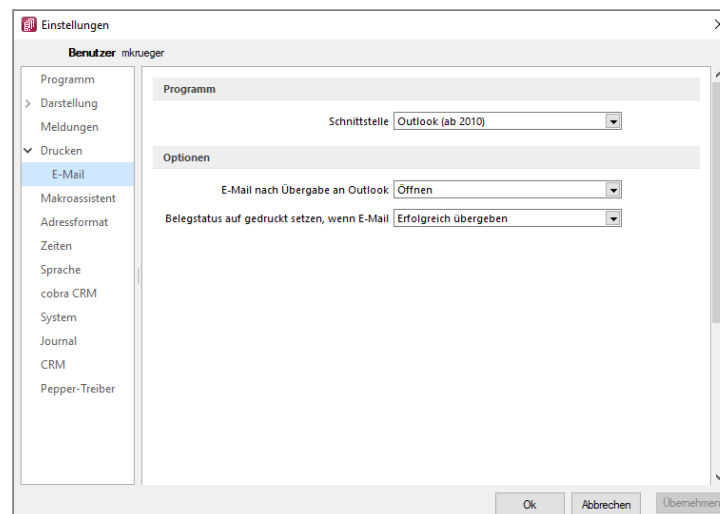 Einstellungen
Benutzer mkrueger
Programm
Darstellung
Meldungen
Drucken
E-Mail
Makroassistent
Adressformat
Zeiten
Sprache
cobra CRM
System
Journal
CRM
Pepper-Treiber
Programm
Schnittstelle Outlook (ab 2010)
Optionen
E-Mail nach Übergabe an Outlook Öffnen
Belegstatus auf gedruckt setzen, wenn E-Mail Erfolgreich übergeben
Ok Abbrechen Übernehmen